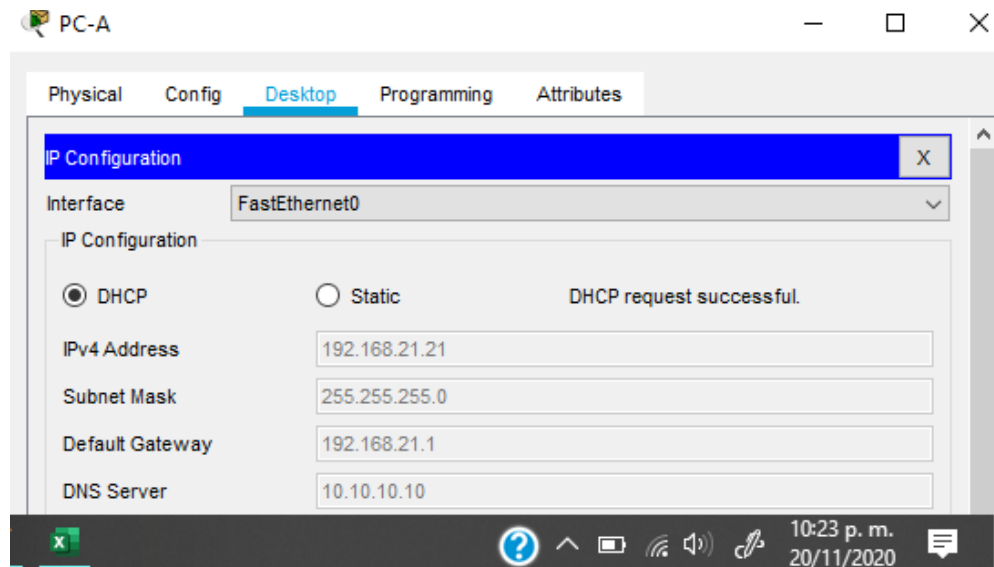 PC-A
Physical Config Desktop Programming Attributes
IP Configuration X
Interface FastEthernet0
IP Configuration
DHCP Static DHCP request successful.
IPv4 Address 192.168.21.21
Subnet Mask 255.255.255.0
Default Gateway 192.168.21.1
DNS Server 10.10.10.10
10:23 p. m.
20/11/2020